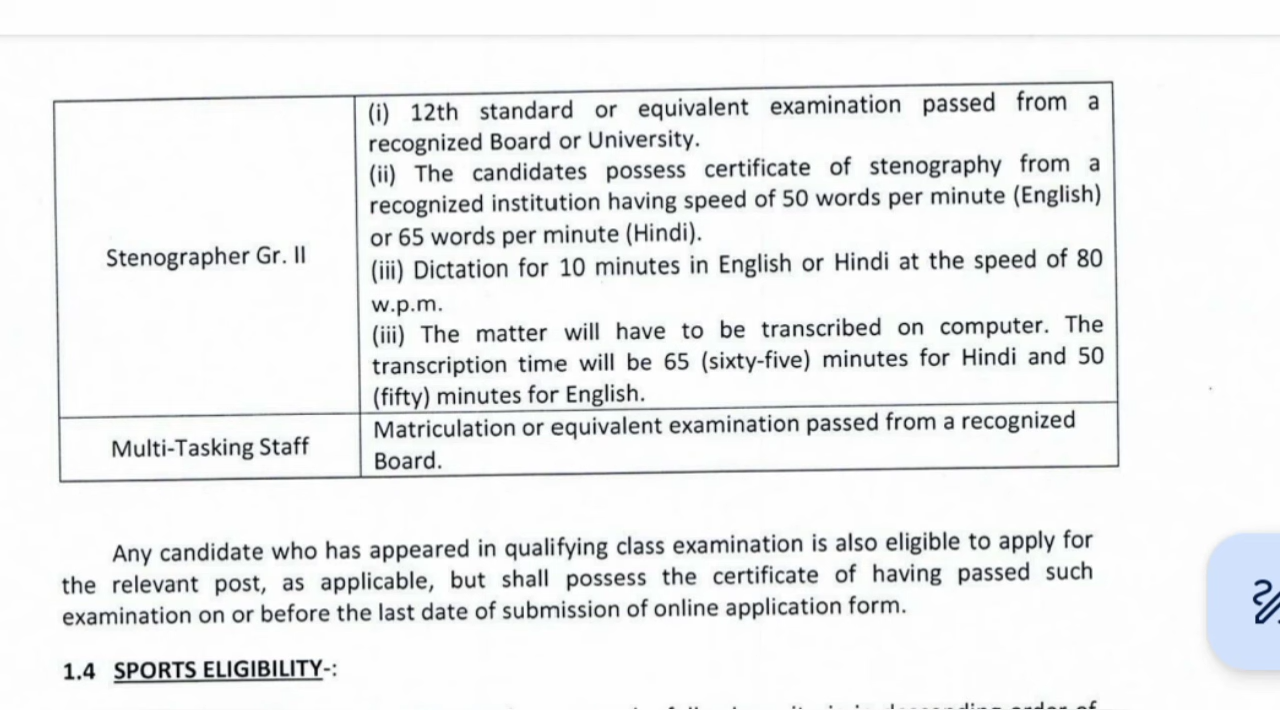 (i) 12th standard or equivalent examination passed from a
recognized Board or University.
(ii) The candidates possess certificate of stenography from a
recognized institution having speed of 50 words per minute (English)
or 65 words per minute (Hindi).
Stenographer Gr. II
(iii) Dictation for 10 minutes in English or Hindi at the speed of 80
w.p.m.
(iii) The matter will have to be transcribed on computer. The
transcription time will be 65 (sixty-five) minutes for Hindi and 50
(fifty) minutes for English.
Multi-Tasking Staff
Matriculation or equivalent examination passed from a recognized
Board.
Any candidate who has appeared in qualifying class examination is also eligible to apply for
the relevant post, as applicable, but shall possess the certificate of having passed such
examination on or before the last date of submission of online application form.
1.4 SPORTS ELIGIBILITY-: